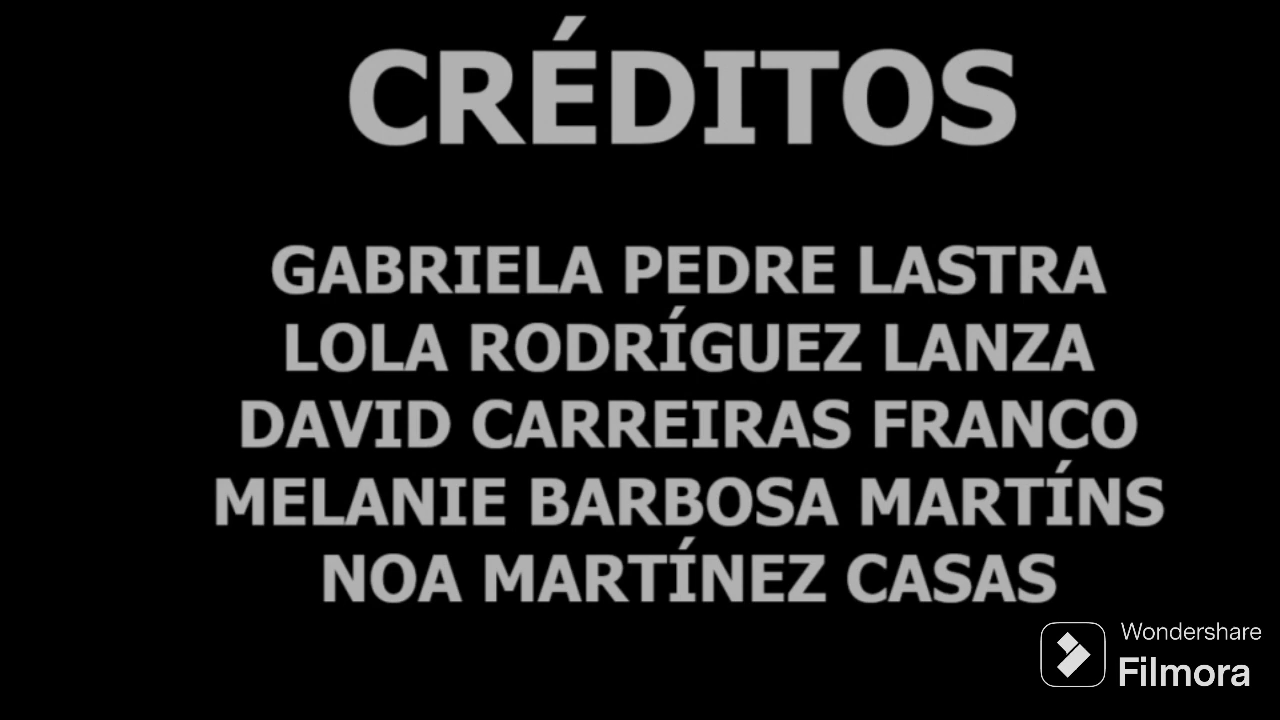 CRÉDITOS
GABRIELA PEDRE LASTRA
LOLA RODRÍGUEZ LANZA
DAVID CARREIRAS FRANCO
MELANIE BARBOSA MARTÍNS
NOA MARTÍNEZ CASAS
Wondershare
Filmora